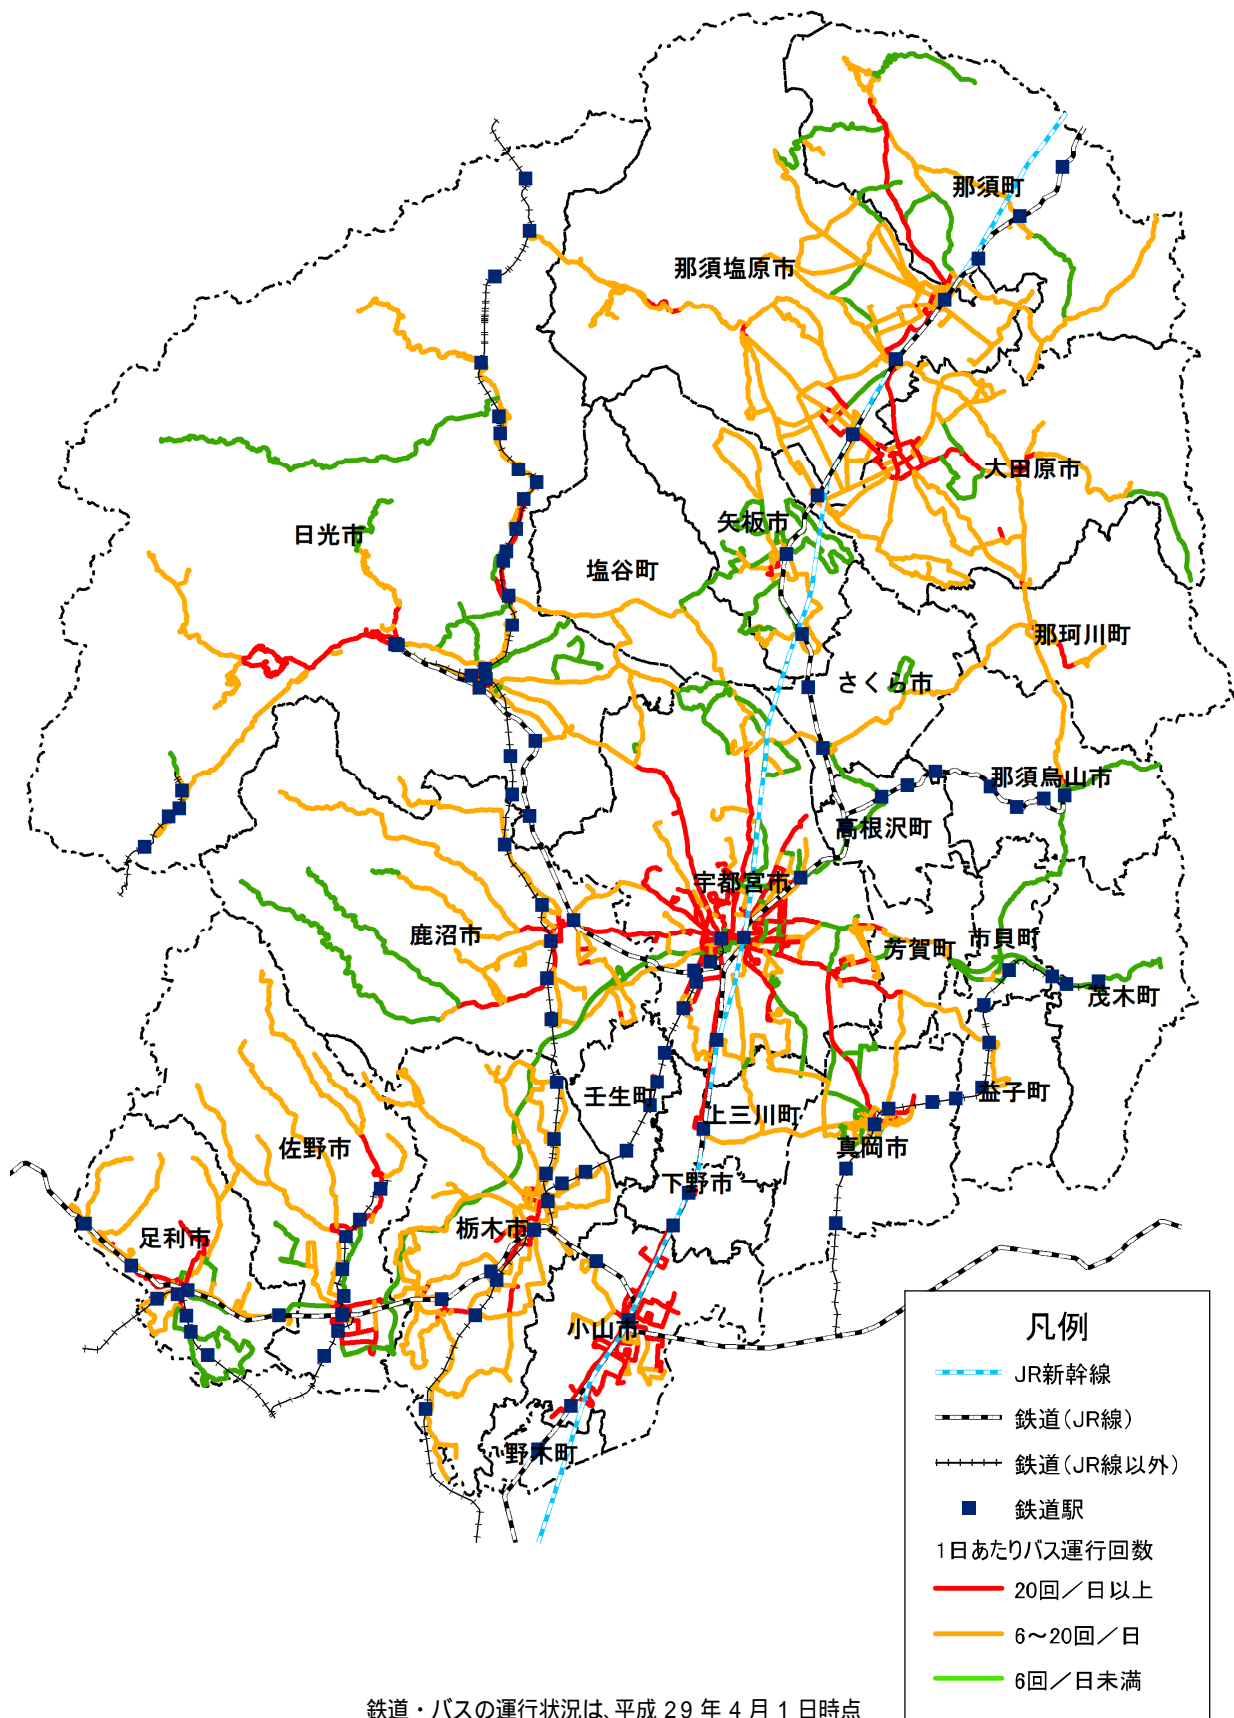 那須町
那須塩原市
大田原市
矢板市
日光市
塩谷町
那珂川町
さくら市
那須烏山市
高根沢町
宇都宮市
鹿沼市
芳賀町
市貝町
茂木町
益子町
壬生町
上三川町
真岡市
佐野市
下野市
栃木市
足利市
小山市
野木町
凡例
JR新幹線
鉄道(JR線)
鉄道(JR線以外)
鉄道駅
1日あたりバス運行回数
20回/日以上
6～20回/日
6回/日未満
鉄道・バスの運行状況は、平成 29 年 4 月 1 日時点